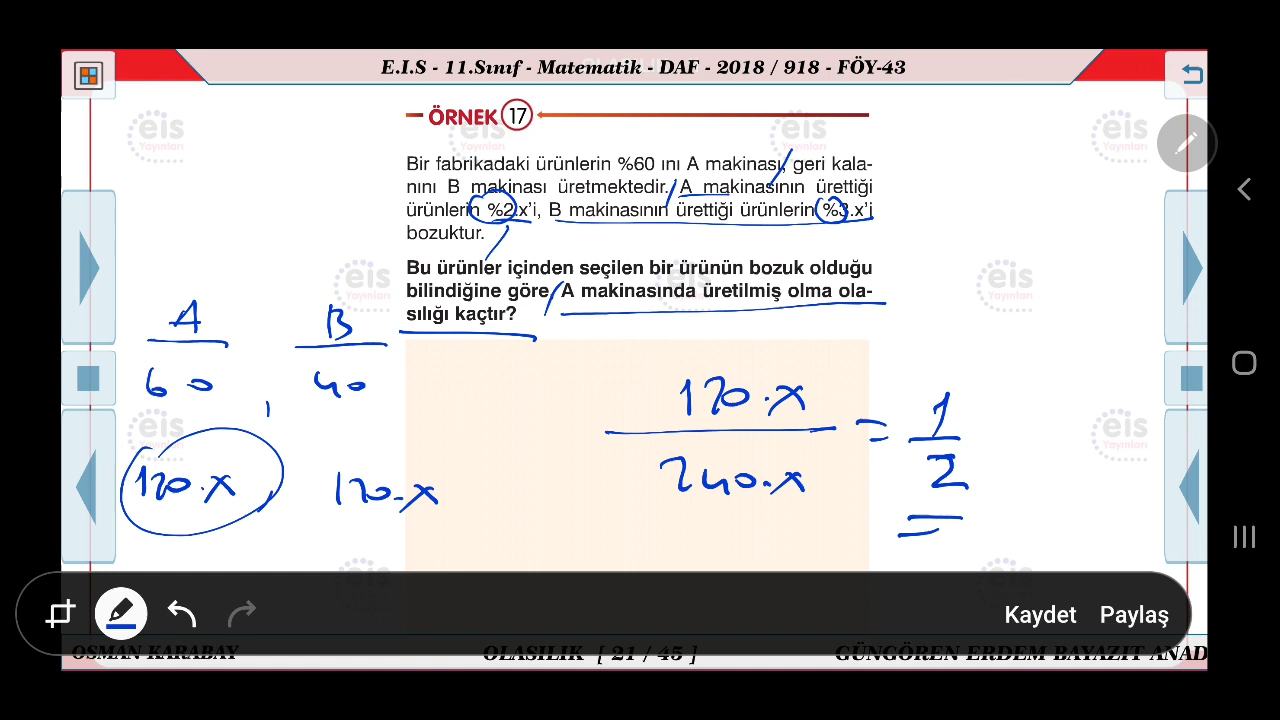 E.I.S - 11.Sınıf - Matematik - DAF - 2018 / 918 - FÖY-43
ÖRNEK 17
Bir fabrikadaki ürünlerin %60 ını A makinası, geri kala-
nını B makinası üretmektedir. A makinasının ürettiği
ürünlerin %2.x'i, B makinasının ürettiği ürünlerin %3.x'i
bozuktur.
Bu ürünler içinden seçilen bir ürünün bozuk olduğu
bilindiğine göre, A makinasında üretilmiş olma ola-
sılığı kaçtır?
A B
60 40
120.x 120.x
120.x
240.x
= 1
2
eis
Yayınları
Kaydet Paylaş
OSMAN KARABAY OLASILIK [ 21 / 45 ] GÜNGÖREN ERDEM BAYAZIT ANAD